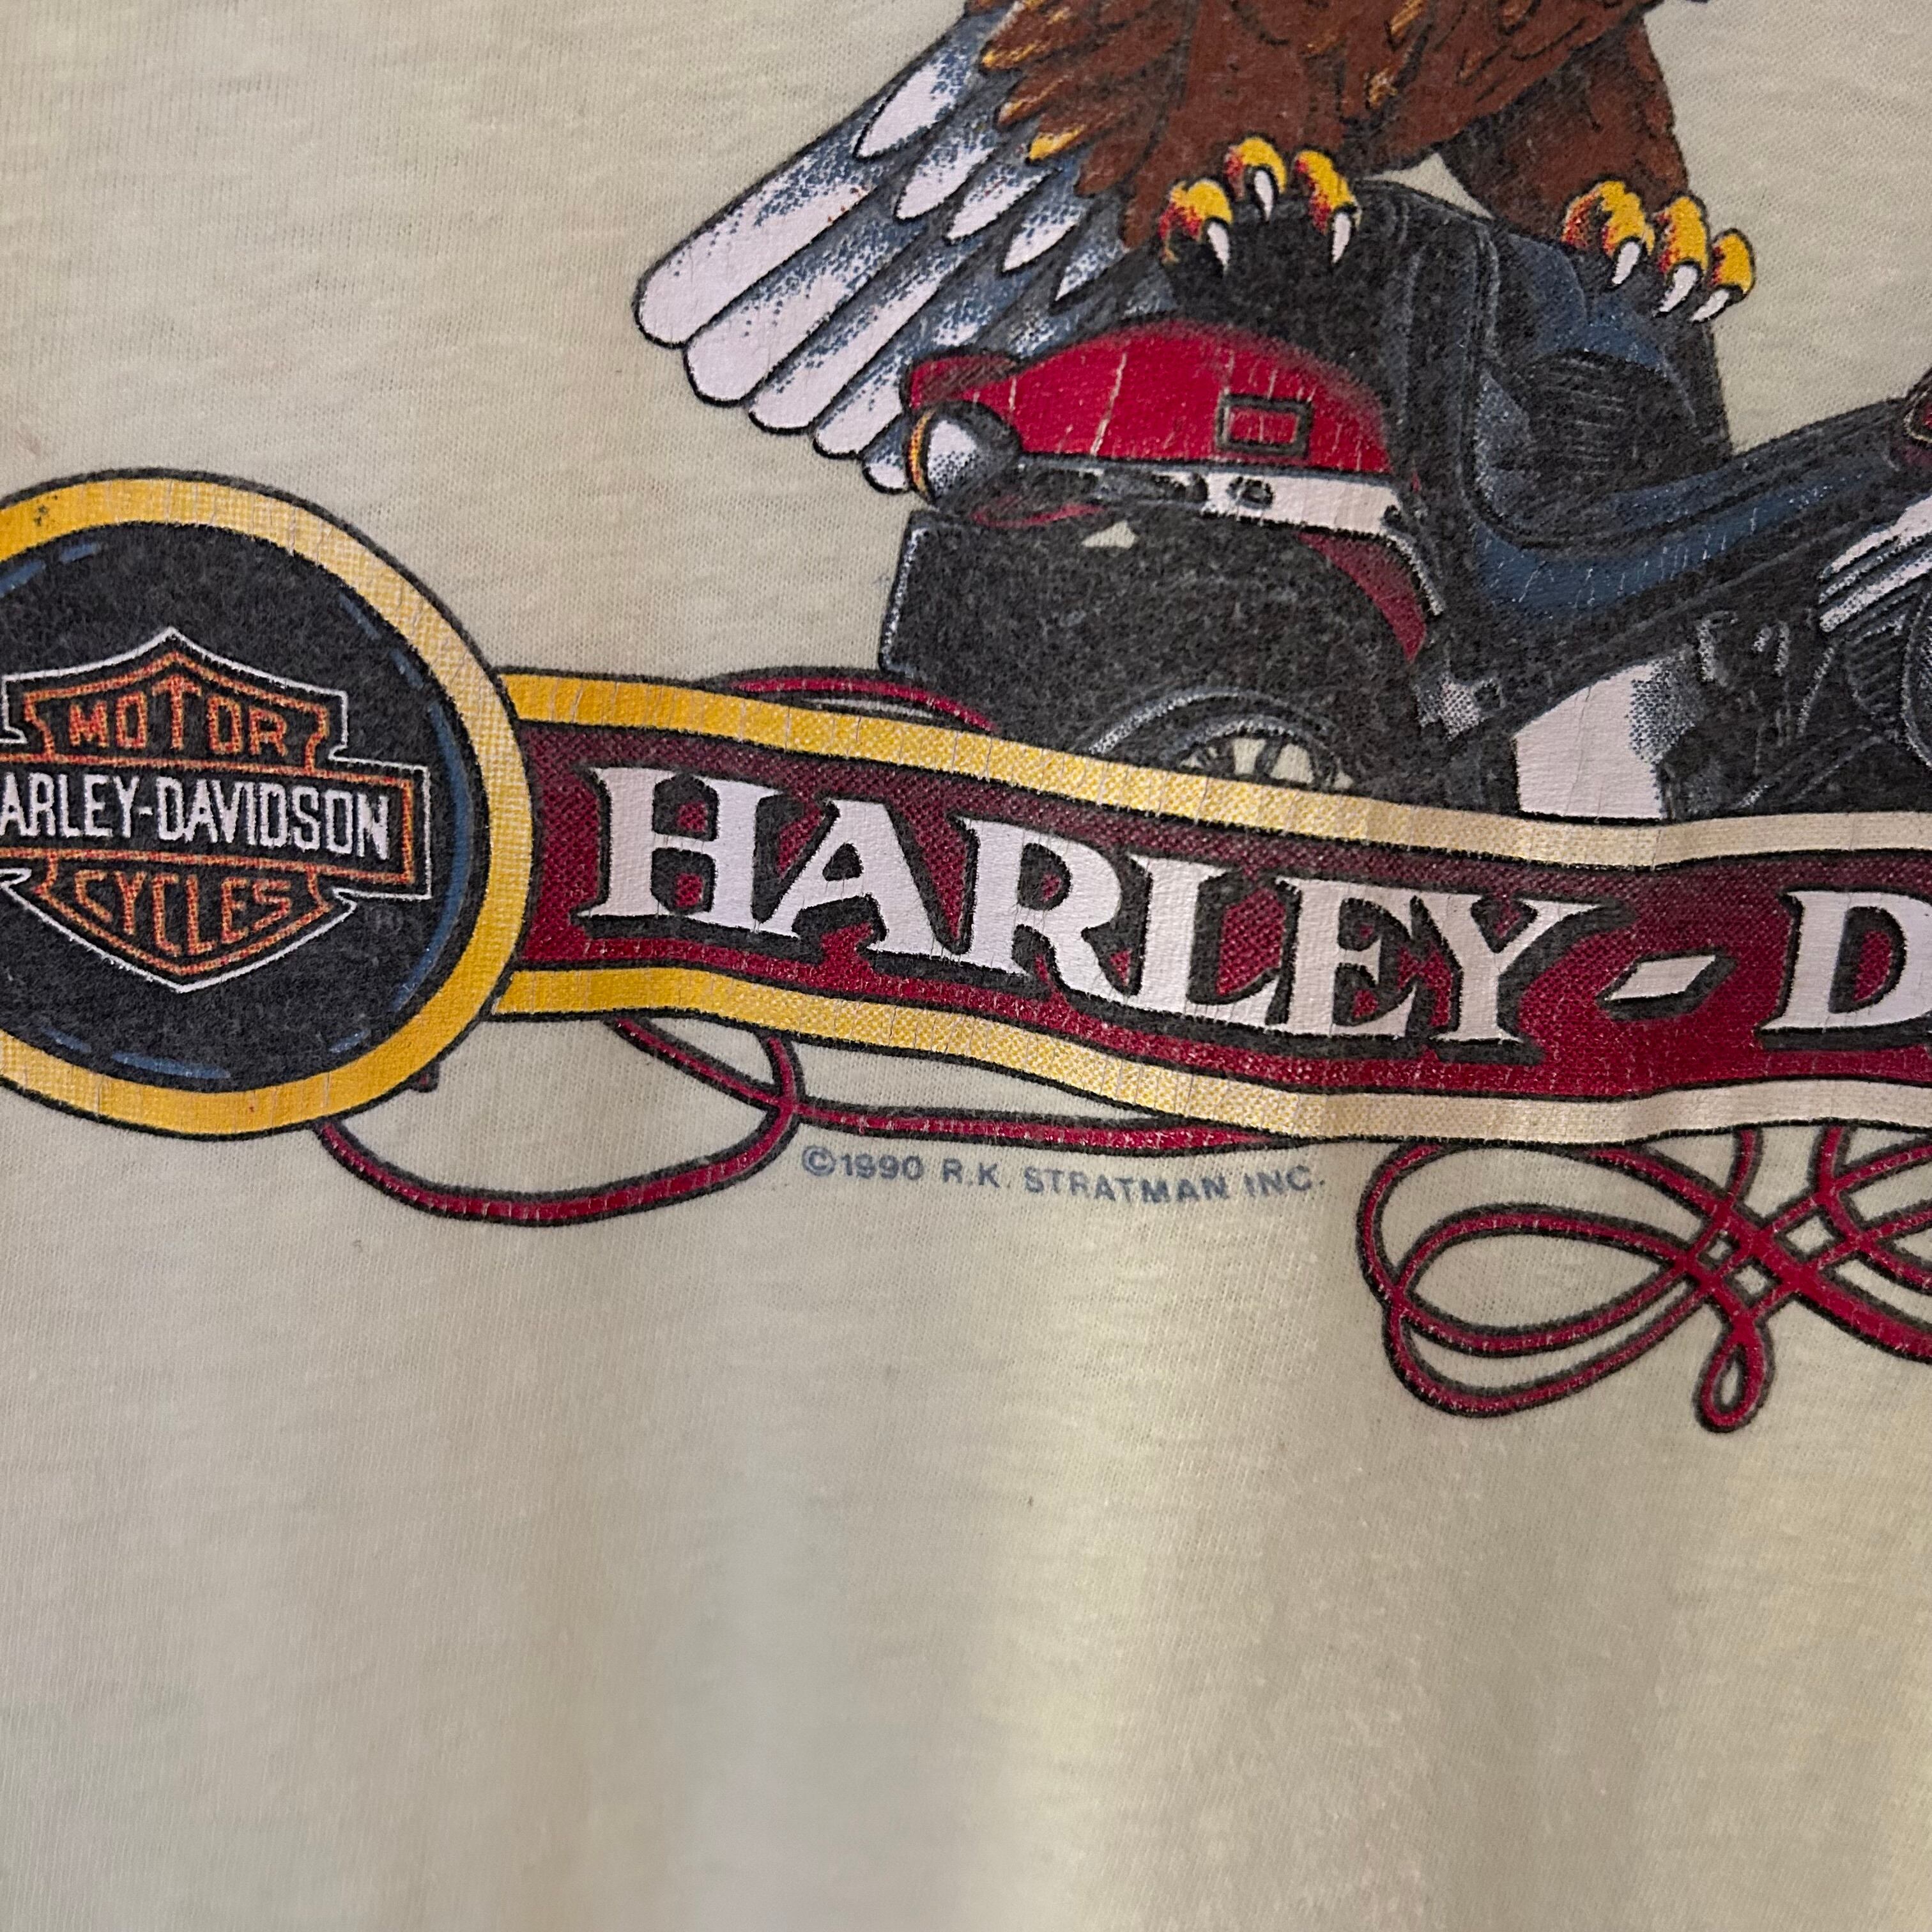 MOTOR
ARLEY-DAVIDSON
CYCLES
HARLEY-D
©1990 R.K. STRATMAN INC.